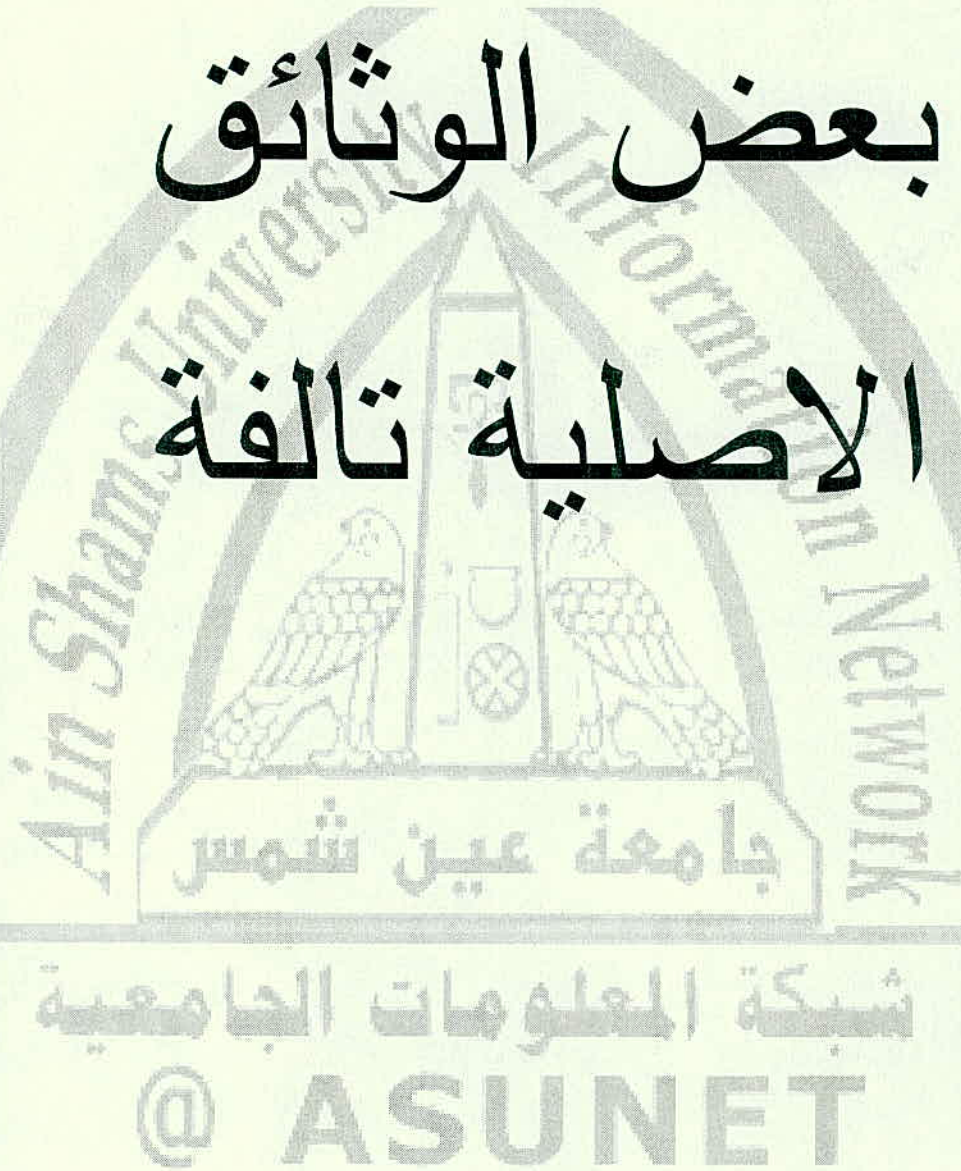 بعض الوثائق
الاصلية تالفة
Ain Shams University Information Network
جامعة عين شمس
شبكة المعلومات الجامعية
@ ASUNET